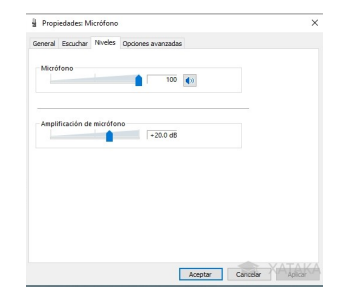 Propiedades: Micrófono
General Escuchar Niveles Opciones avanzadas
Micrófono
100
Amplificación de micrófono
+20.0 dB
Aceptar Cancelar Aplicar
XATAKA